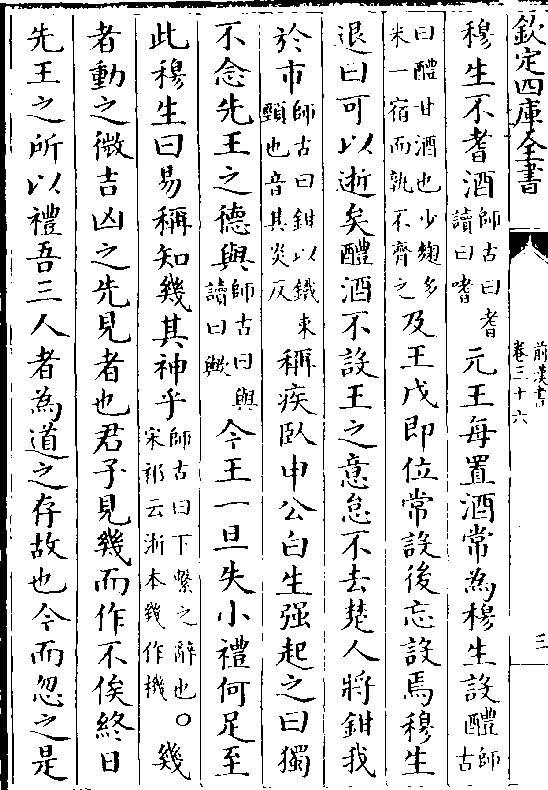 欽定四庫全書
前漢書
卷三十六
三
穆生不耆酒師古曰耆讀曰嗜元王每置酒常為穆生設醴師古
曰醴甘酒也少麴多米一宿而孰不齊之及王戊即位常設後忘設焉穆生
退曰可以逝矣醴酒不設王之意怠不去楚人將鉗我
於市師古曰鉗以鐵束頸也音其炎反稱疾臥申公白生强起之曰獨
不念先王之德與師古曰與讀曰歟今王一旦失小禮何足至
此穆生曰易稱知幾其神乎師古曰下繫之辭也○宋祁云浙本幾作機幾
者動之微吉凶之先見者也君子見幾而作不俟終日
先王之所以禮吾三人者為道之存故也今而忽之是